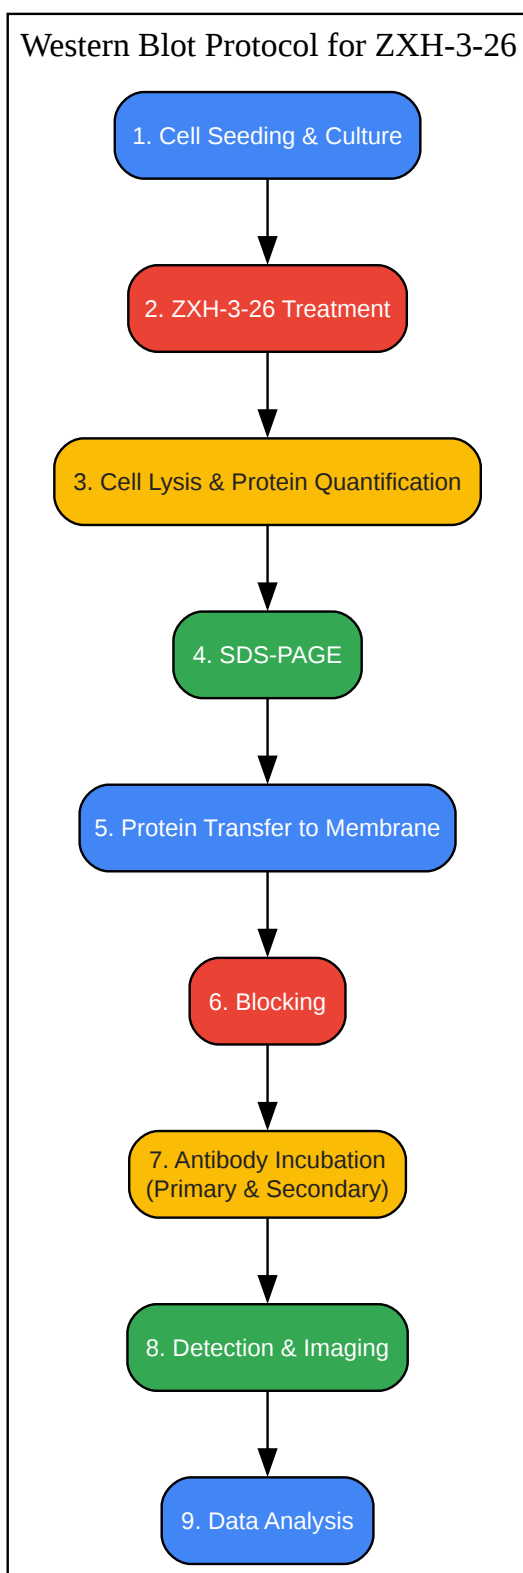 Western Blot Protocol for ZXH-3-26
1. Cell Seeding & Culture
2. ZXH-3-26 Treatment
3. Cell Lysis & Protein Quantification
4. SDS-PAGE
5. Protein Transfer to Membrane
6. Blocking
7. Antibody Incubation
(Primary & Secondary)
8. Detection & Imaging
9. Data Analysis